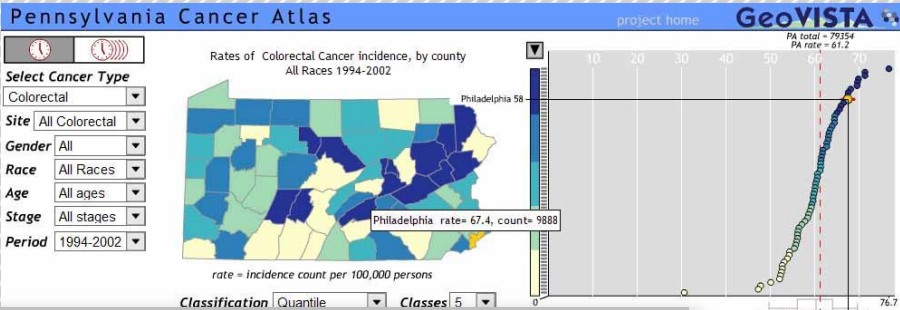 Pennsylvania Cancer Atlas
project home
GeoVISTA
PA total = 79354
PA rate = 61.2
Select Cancer Type
Colorectal
Site All Colorectal
Gender All
Race All Races
Age All ages
Stage All stages
Period 1994-2002
Rates of Colorectal Cancer incidence, by county
All Races 1994-2002
Philadelphia 58
Philadelphia rate= 67.4, count= 9888
rate = incidence count per 100,000 persons
Classification Quantile
Classes 5
10 20 30 40 50 60 70
0
76.7